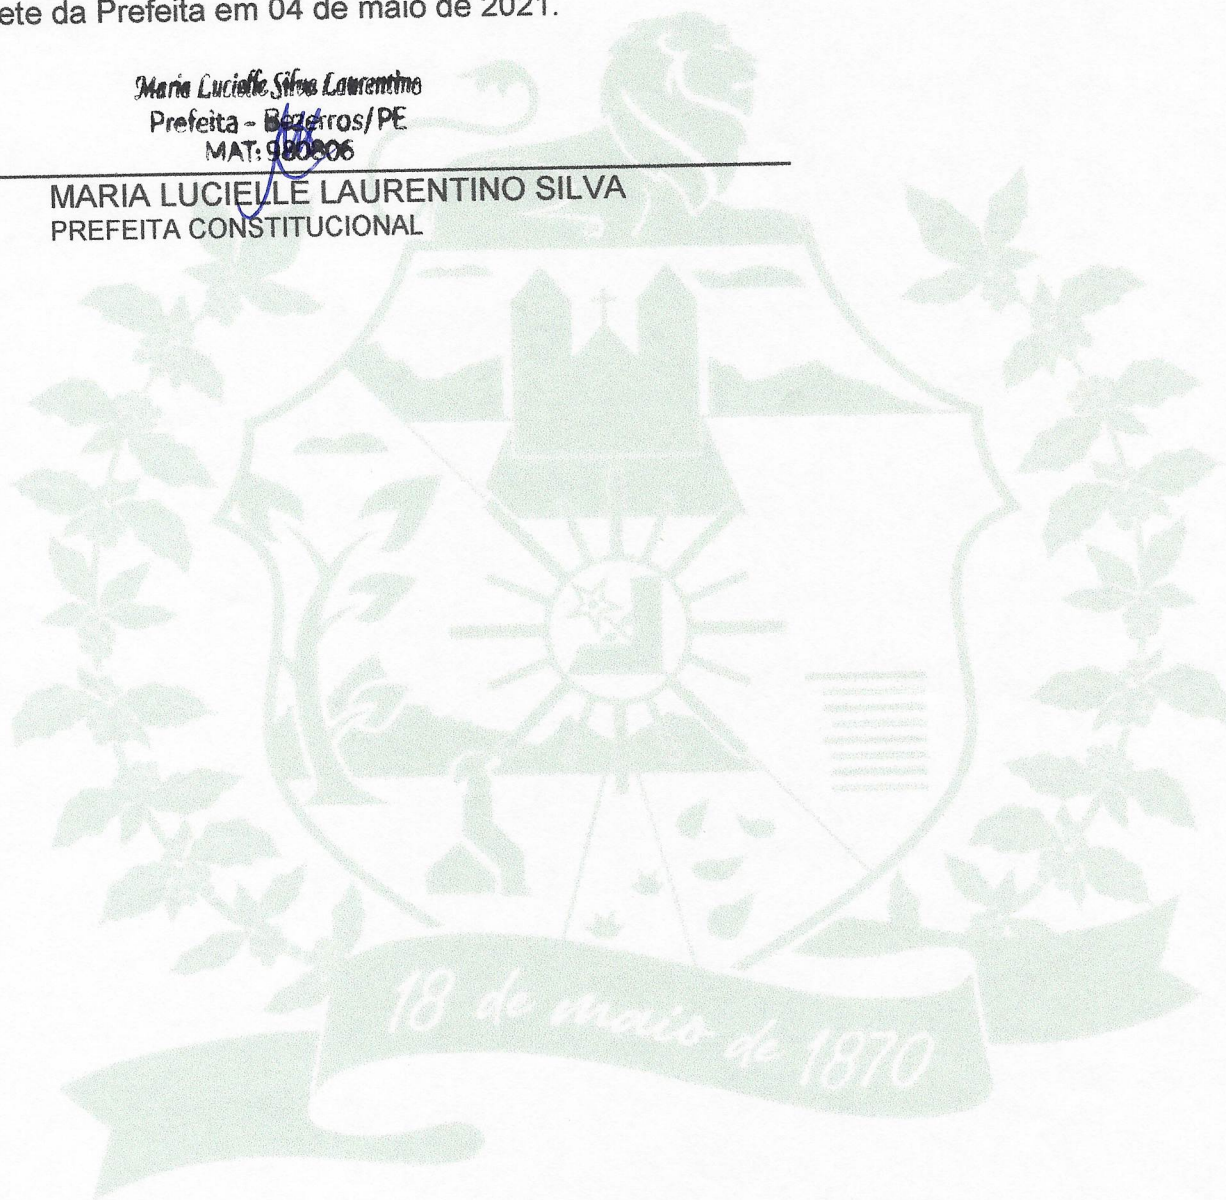 ete da Prefeita em 04 de maio de 2021.
Maria Lucielle Silva Laurentino
Prefeita - Bezerros/PE
MAT: 980806
MARIA LUCIELLE LAURENTINO SILVA
PREFEITA CONSTITUCIONAL
18 de maio de 1870